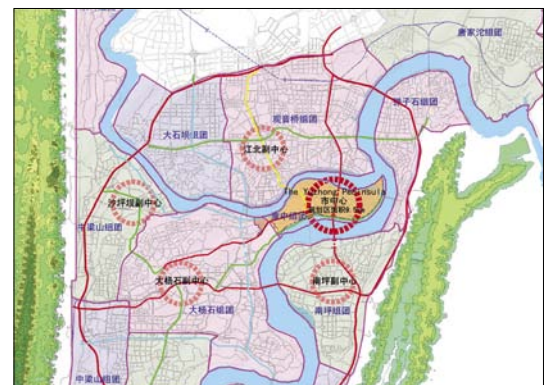 唐家沱组团
弹子石组团
观音桥组团
大石坝组团
江北副中心
The Yuzhong Peninsula
沙坪坝副中心
市中心
渝中组团
中梁山组团
大杨石副中心
南坪副中心
大杨石组团
南坪组团
中梁山组团